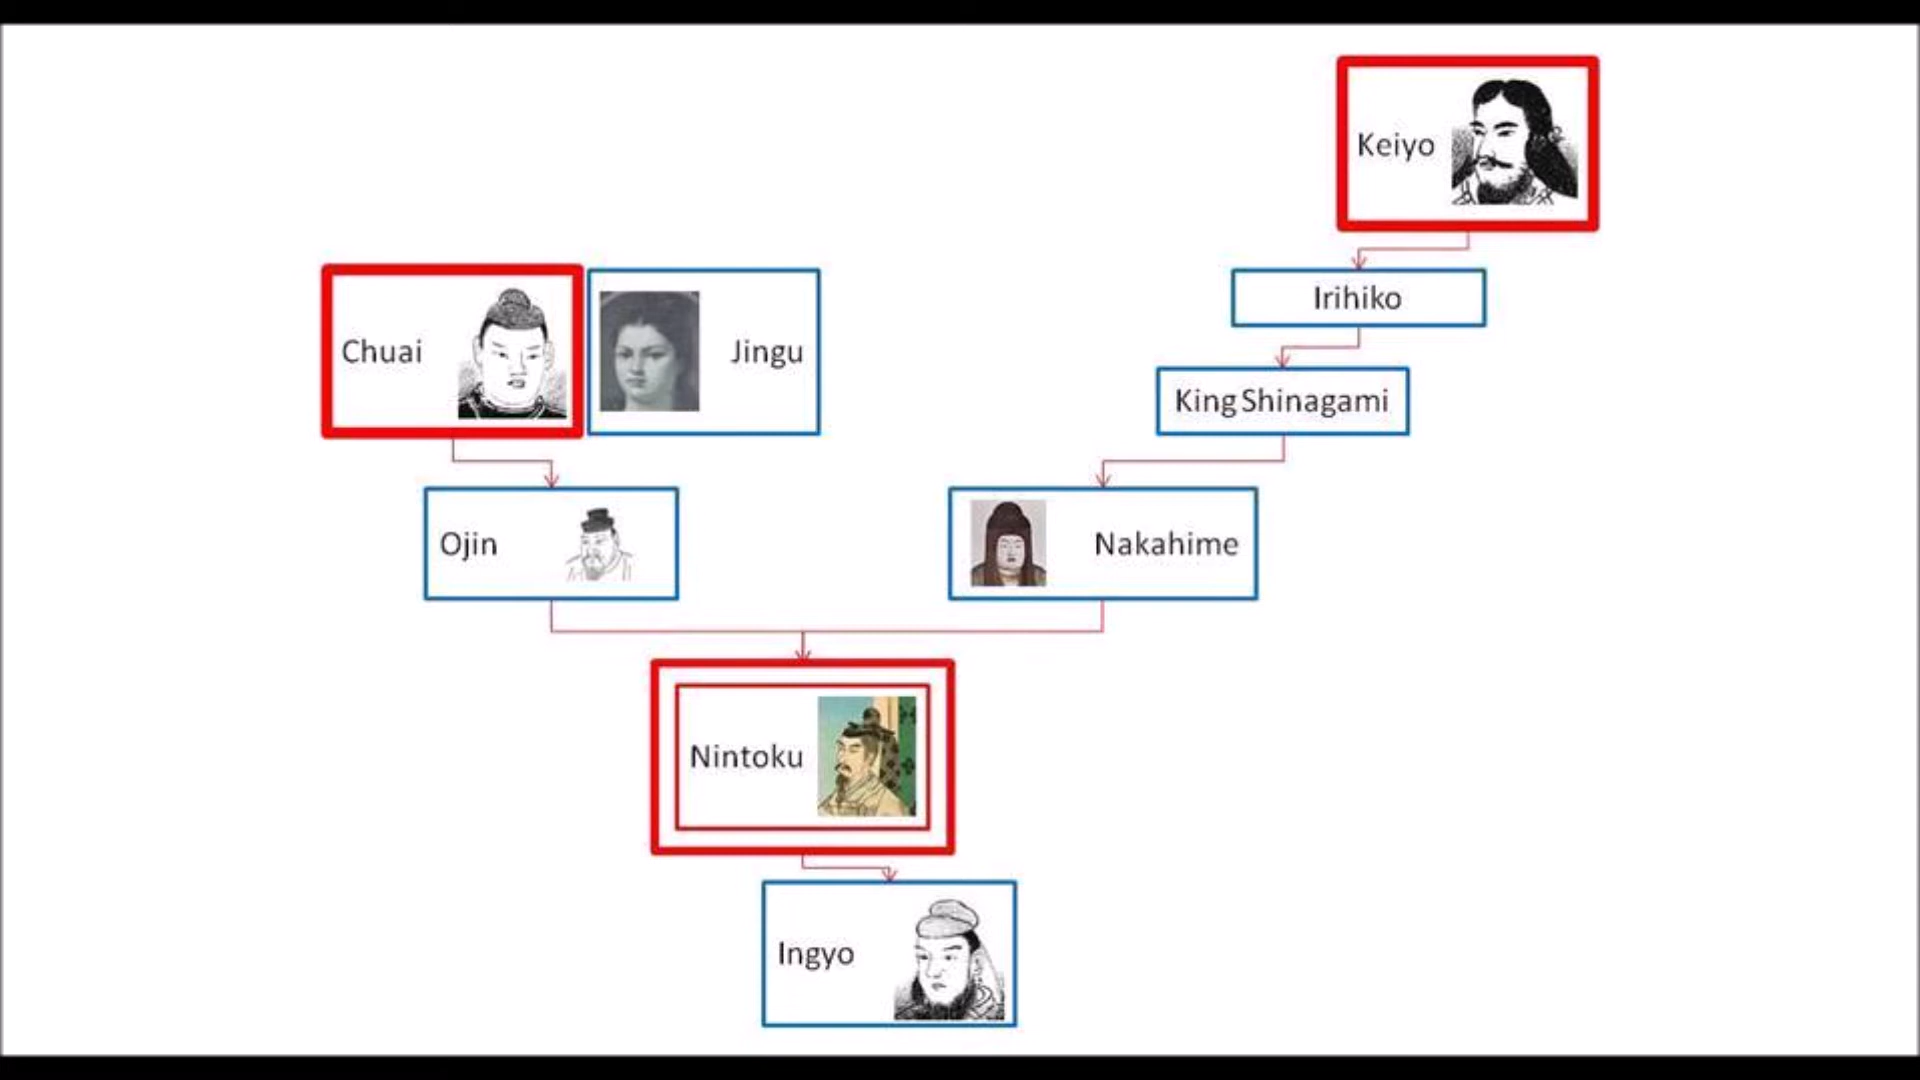 Keiyo
Irihiko
Chuai
Jingu
King Shinagami
Ojin
Nakahime
Nintoku
Ingyo